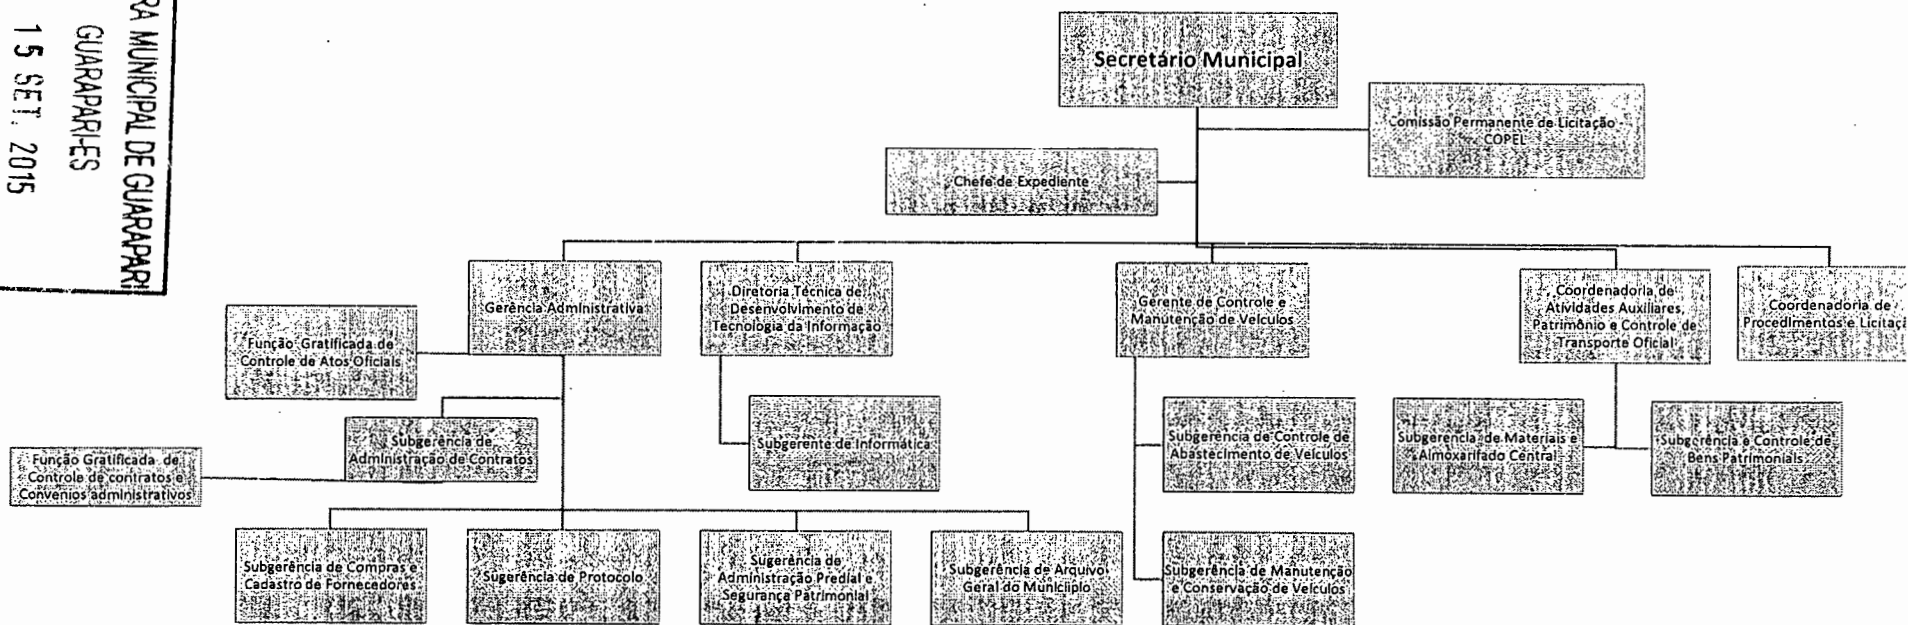 RA MUNICIPAL DE GUARAPARI
GUARAPARI-ES
15 SET. 2015
Secretário Municipal
Comissão Permanente de Licitação -
COPEL
Chefe de Expediente
Gerência Administrativa
Diretoria Técnica de
Desenvolvimento de
Tecnologia da Informação
Gerente de Controle e
Manutenção de Veículos
Coordenadoria de
Atividades Auxiliares,
Patrimônio e Controle de
Transporte Oficial
Coordenadoria de
Procedimentos e Licitaç
Função Gratificada de
Controle de Atos Oficiais
Subgerência de
Administração de Contratos
Função Gratificada de
Controle de contratos e
Convenios administrativos
Subgerente de Informática
Subgerência de Controle de
Abastecimento de Veículos
Subgerencia de Materiais e
Almoxarifado Central
Subgerência e Controle de
Bens Patrimoniais
Subgerência de Compras e
Cadastro de Fornecedores
Sugerência de Protocolo
Sugerência de
Administração Predial e
Segurança Patrimonial
Subgerência de Arquivo
Geral do Municíipio
Subgerência de Manutenção
e Conservação de Veículos